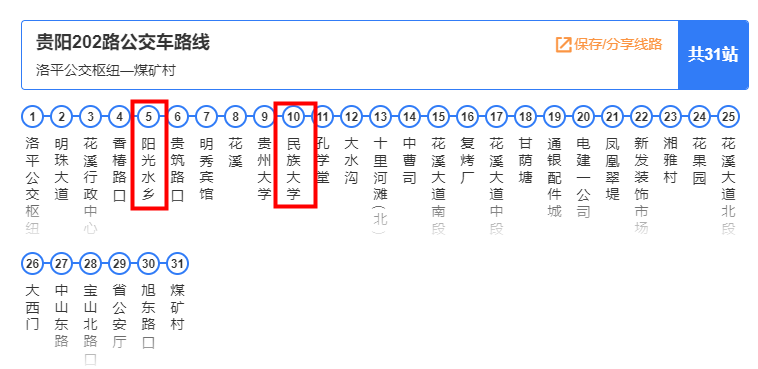 贵阳202路公交车路线
保存/分享线路
共31站
洛平公交枢纽—煤矿村
1 2 3 4 5 6 7 8 9 10 11 12 13 14 15 16 17 18 19 20 21 22 23 24 25
洛平公交枢纽
明珠大道
花溪行政中心
香椿路口
阳光水乡
贵筑路口
明秀宾馆
花溪
贵州大学
民族大学
孔学堂
大水沟
十里河滩(北)
中曹司
花溪大道南段
复烤厂
花溪大道中段
甘荫塘
通银配件城
电建一公司
凤凰翠堤
新发装饰市场
湘雅村
花果园
花溪大道北段
26 27 28 29 30 31
大西门
中山东路
宝山北路口
省公安厅
旭东路口
煤矿村